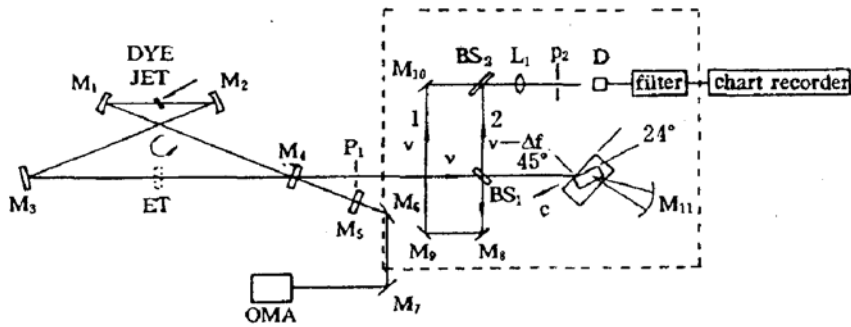 DYE
JET
M₁
M₂
M₃
ET
M₄
P₁
M₅
M₆
M₇
OMA
M₁₀
BS₂
L₁
p₂
D
filter
chart recorder
1
2
ν
ν
ν—Δf
45°
24°
BS₁
c
M₁₁
M₉
M₈